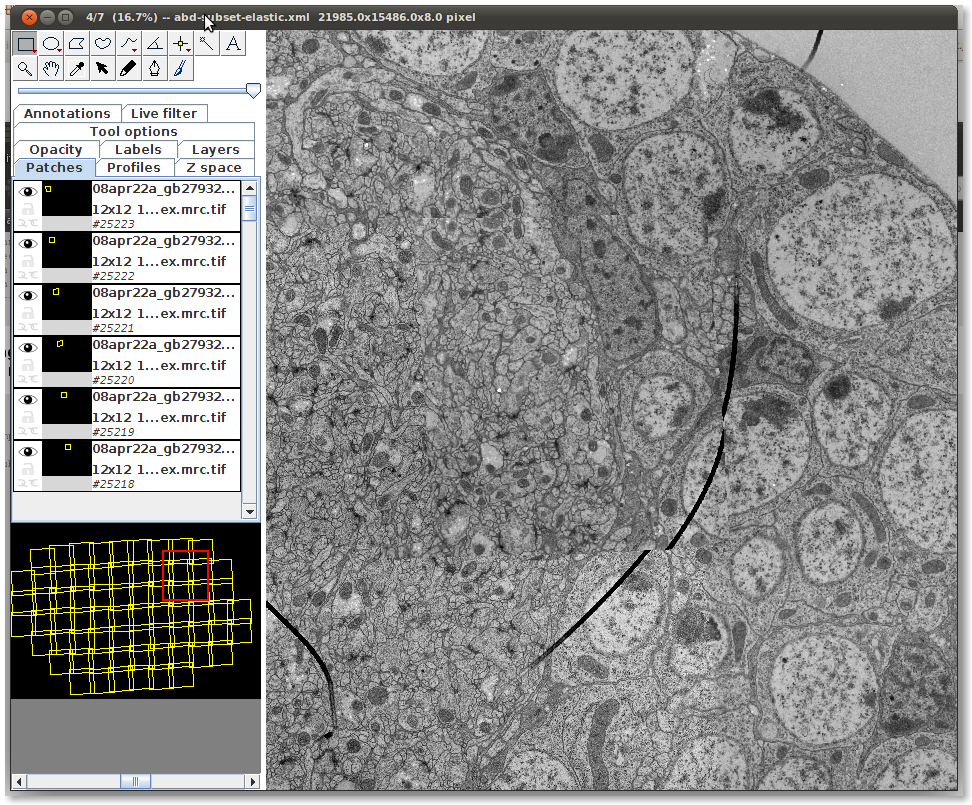 4/7 (16.7%) -- abd-subset-elastic.xml 21985.0x15486.0x8.0 pixel
A
Annotations Live filter
Tool options
Opacity Labels Layers
Patches Profiles Z space
08apr22a_gb27932...
12x12 1...ex.mrc.tif
#25223
08apr22a_gb27932...
12x12 1...ex.mrc.tif
#25222
08apr22a_gb27932...
12x12 1...ex.mrc.tif
#25221
08apr22a_gb27932...
12x12 1...ex.mrc.tif
#25220
08apr22a_gb27932...
12x12 1...ex.mrc.tif
#25219
08apr22a_gb27932...
12x12 1...ex.mrc.tif
#25218